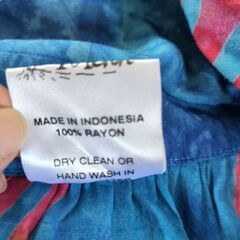 MADE IN INDONESIA
100% RAYON
DRY CLEAN OR
HAND WASH IN